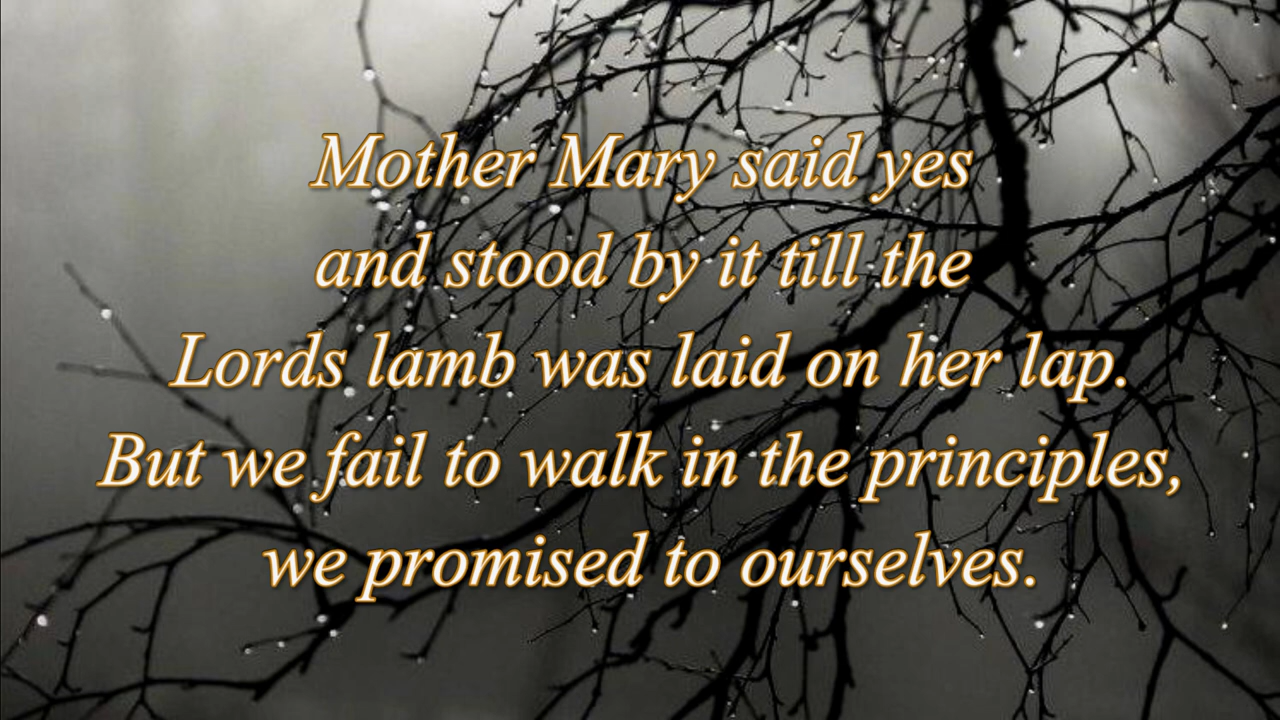 Mother Mary said yes
and stood by it till the
Lords lamb was laid on her lap.
But we fail to walk in the principles,
we promised to ourselves.